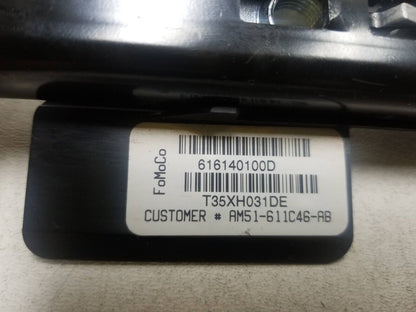 FoMoCo
616140100D
T35XH031DE
CUSTOMER # AM51-611C46-AB